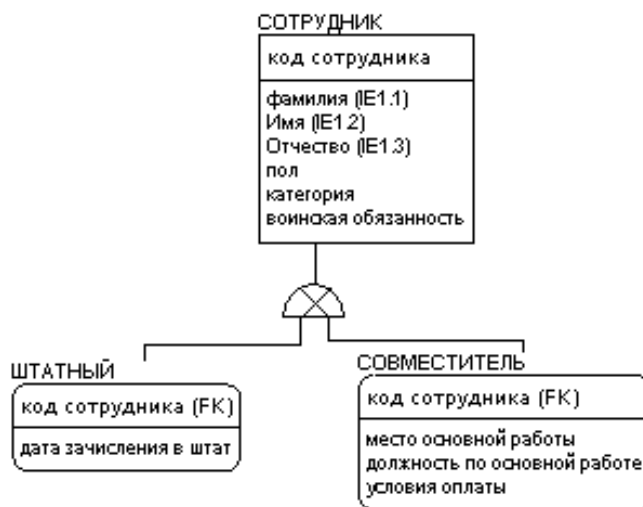 СОТРУДНИК
код сотрудника
фамилия (IE1.1)
Имя (IE1.2)
Отчество (IE1.3)
пол
категория
воинская обязанность
ШТАТНЫЙ
код сотрудника (FK)
дата зачисления в штат
СОВМЕСТИТЕЛЬ
код сотрудника (FK)
место основной работы
должность по основной работе
условия оплаты